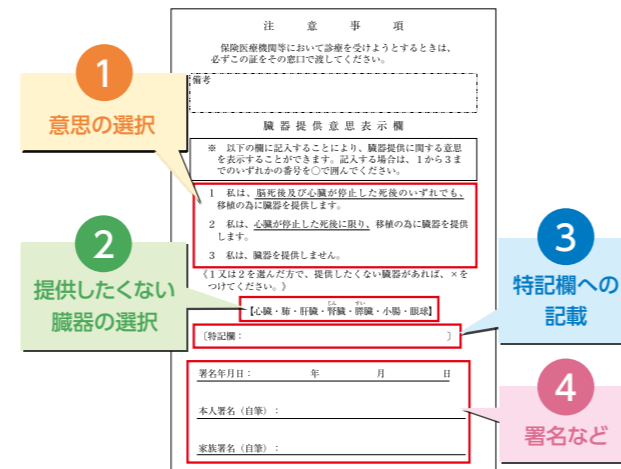 注意事項
保険医療機関等において診療を受けようとするときは、
必ずこの証をその窓口で渡してください。
備考
臓器提供意思表示欄
※ 以下の欄に記入することにより、臓器提供に関する意思
を表示することができます。記入する場合は、1から3ま
でのいずれかの番号を○で囲んでください。
1 私は、脳死後及び心臓が停止した死後のいずれでも、
移植の為に臓器を提供します。
2 私は、心臓が停止した死後に限り、移植の為に臓器を提供
します。
3 私は、臓器を提供しません。
《1又は2を選んだ方で、提供したくない臓器があれば、×を
つけてください。》
じん すい
【心臓・肺・肝臓・腎臓・膵臓・小腸・眼球】
〔特記欄: 〕
署名年月日: 年 月 日
本人署名(自筆):
家族署名(自筆):
1
意思の選択
2
提供したくない
臓器の選択
3
特記欄への
記載
4
署名など